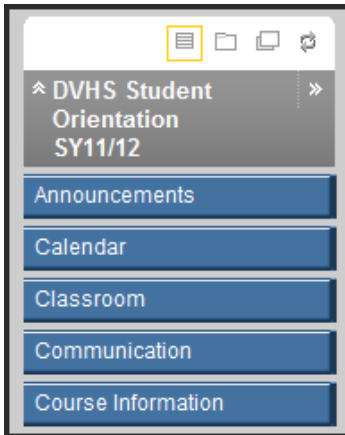 DVHS Student
Orientation
SY11/12
Announcements
Calendar
Classroom
Communication
Course Information